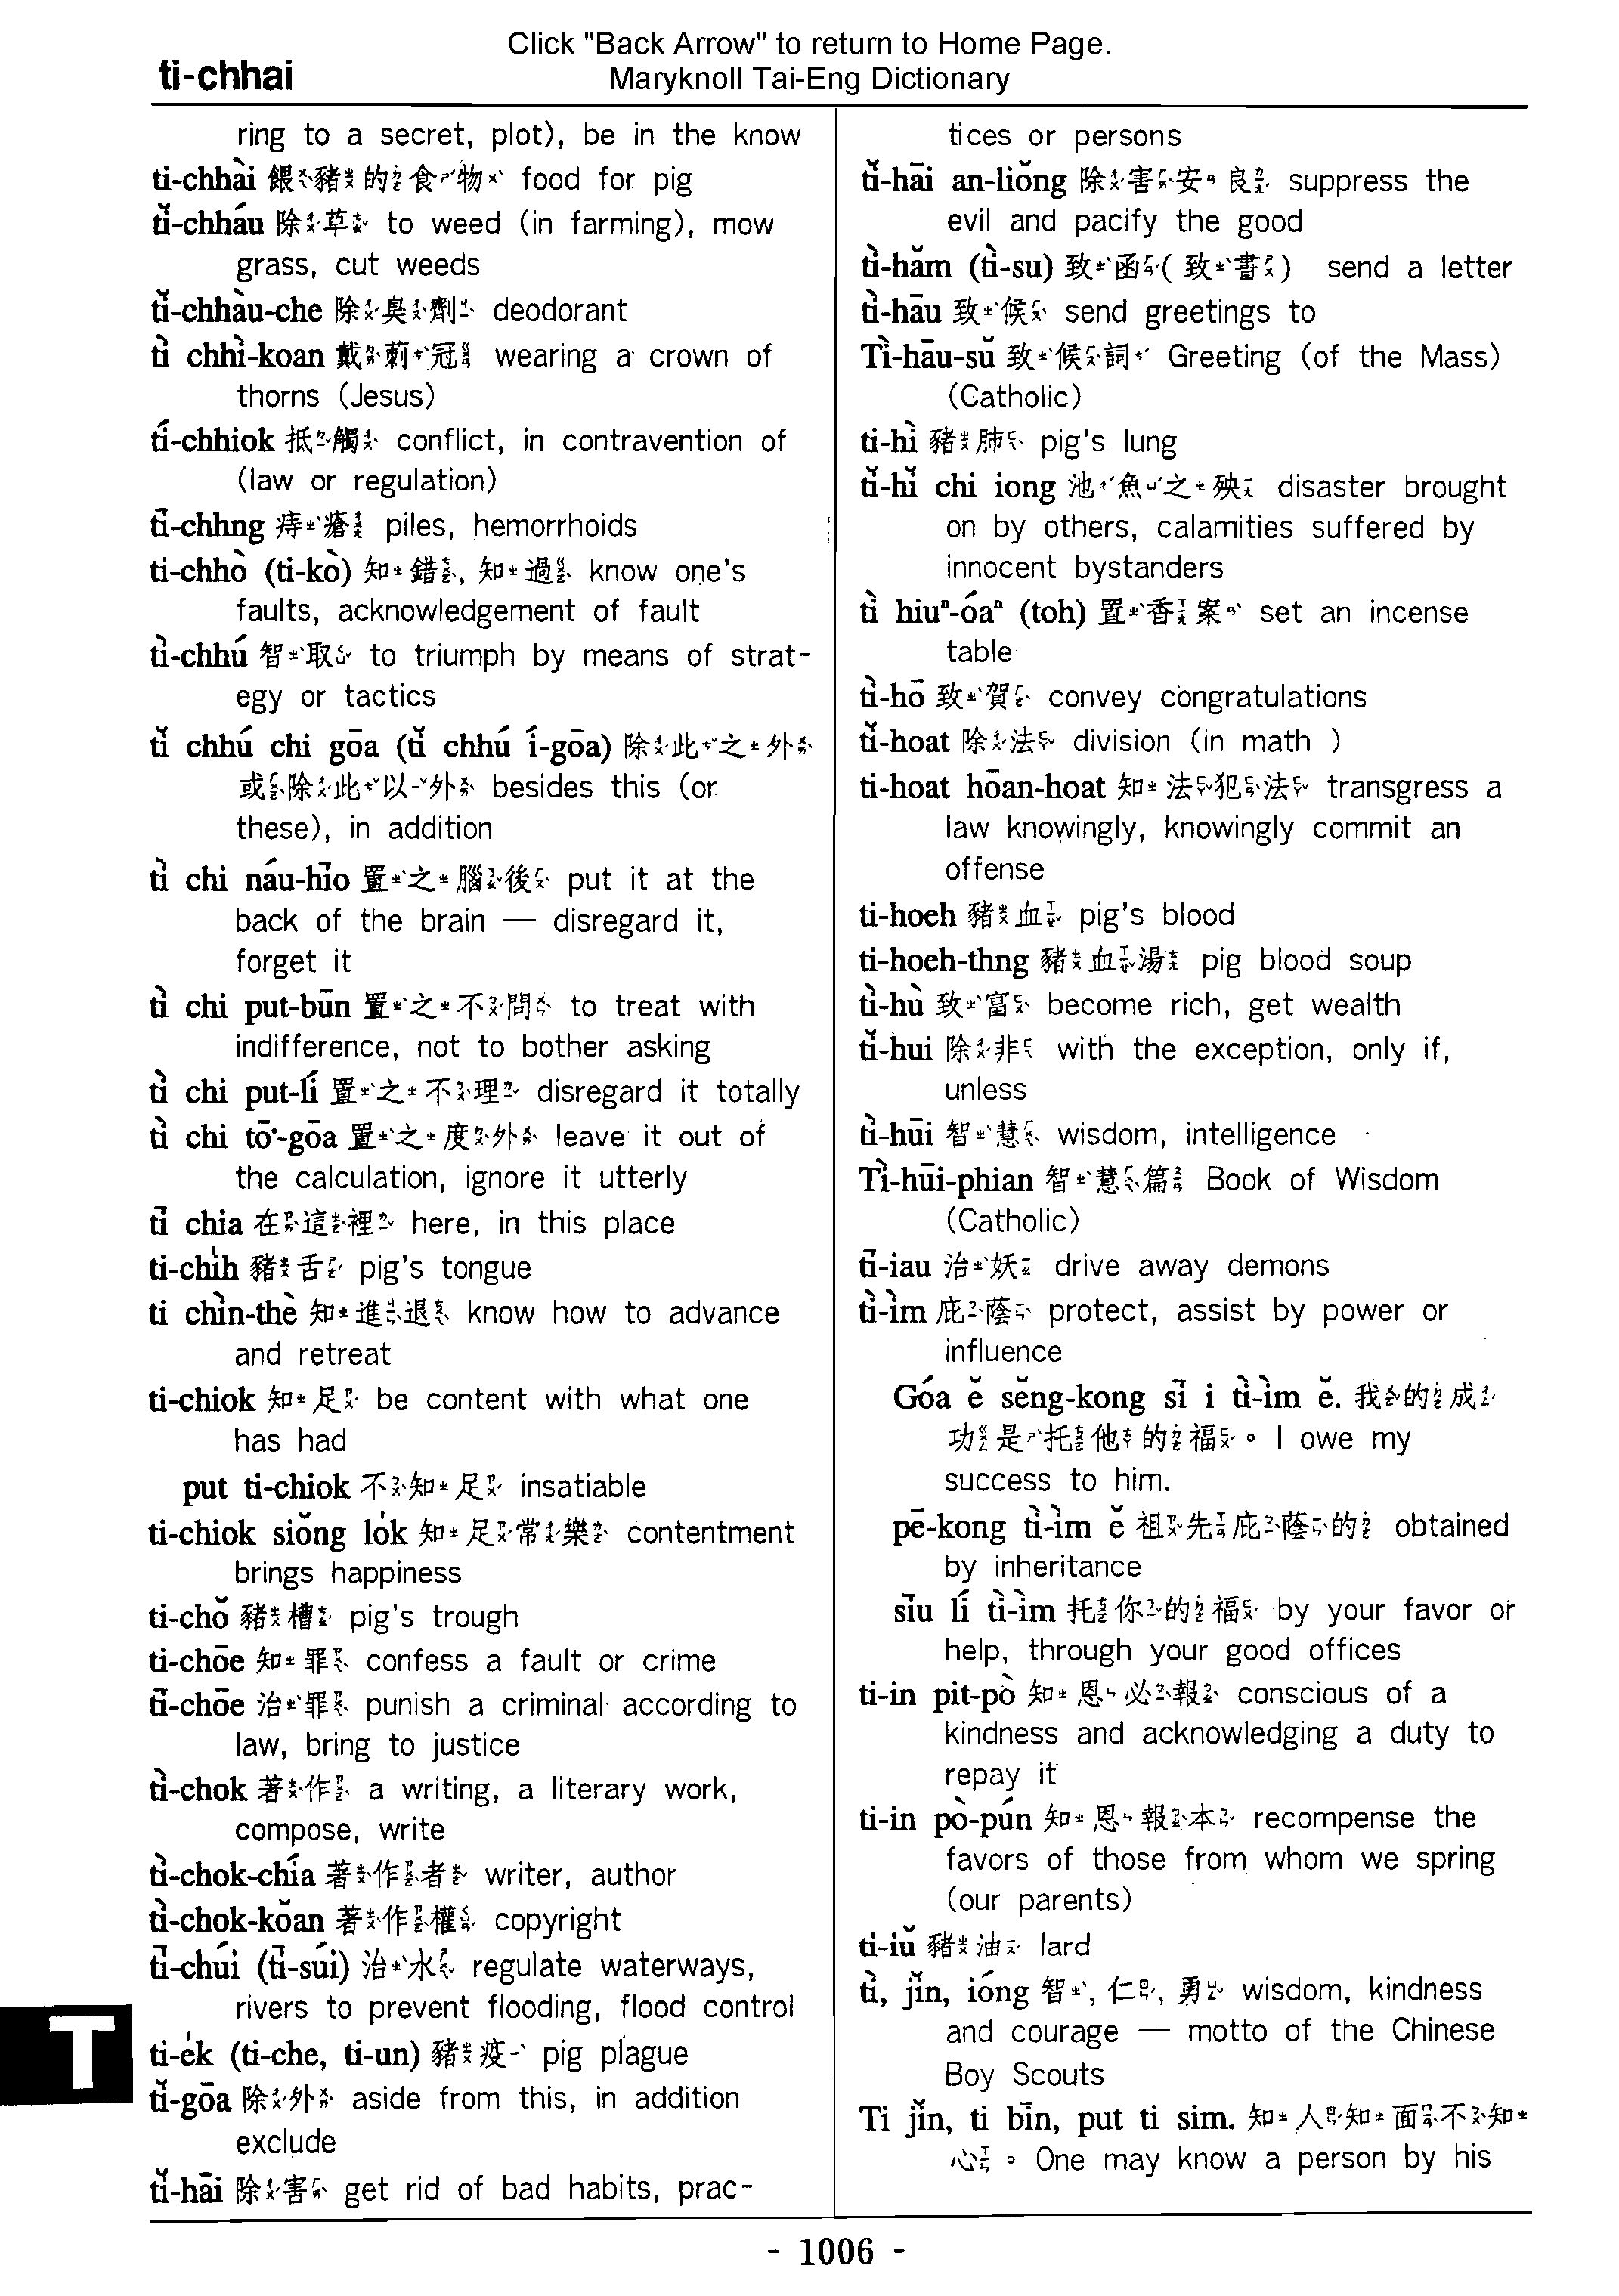 Click "Back Arrow" to return to Home Page.
ti-chhai
Maryknoll Tai-Eng Dictionary
ring to a secret, plot), be in the know
ti-chhài 餵豬的食物 food for pig
tǐ-chháu 除草 to weed (in farming), mow
grass, cut weeds
tǐ-chhàu-che 除臭劑 deodorant
tì chhì-koan 戴莿冠 wearing a crown of
thorns (Jesus)
tí-chhiok 抵觸 conflict, in contravention of
(law or regulation)
tī-chhng 痔瘡 piles, hemorrhoids
ti-chhò (ti-kò) 知錯, 知過 know one's
faults, acknowledgement of fault
tì-chhú 智取 to triumph by means of strat-
egy or tactics
tǐ chhú chi gōa (tǐ chhú í-gōa) 除此之外
或除此以外 besides this (or
these), in addition
tì chi náu-hīo 置之腦後 put it at the
back of the brain — disregard it,
forget it
tì chi put-būn 置之不問 to treat with
indifference, not to bother asking
tì chi put-lí 置之不理 disregard it totally
tì chi tō͘-gōa 置之度外 leave it out of
the calculation, ignore it utterly
tī chia 在這裡 here, in this place
ti-chi̍h 豬舌 pig's tongue
ti chìn-thè 知進退 know how to advance
and retreat
ti-chiok 知足 be content with what one
has had
put ti-chiok 不知足 insatiable
ti-chiok siǒng lo̍k 知足常樂 contentment
brings happiness
ti-chǒ 豬槽 pig's trough
ti-chōe 知罪 confess a fault or crime
tī-chōe 治罪 punish a criminal according to
law, bring to justice
tì-chok 著作 a writing, a literary work,
compose, write
tì-chok-chía 著作者 writer, author
tì-chok-kǒan 著作權 copyright
tī-chúi (tī-súi) 治水 regulate waterways,
rivers to prevent flooding, flood control
ti-e̍k (ti-che, ti-un) 豬疫 pig plague
tǐ-gōa 除外 aside from this, in addition
exclude
tǐ-hāi 除害 get rid of bad habits, prac-
tices or persons
tǐ-hāi an-liǒng 除害安良 suppress the
evil and pacify the good
tì-hǎm (tì-su) 致函(致書) send a letter
tì-hāu 致候 send greetings to
Tì-hāu-sǔ 致候詞 Greeting (of the Mass)
(Catholic)
ti-hì 豬肺 pig's lung
tǐ-hǐ chi iong 池魚之殃 disaster brought
on by others, calamities suffered by
innocent bystanders
tì hiuⁿ-óaⁿ (toh) 置香案 set an incense
table
tì-hō 致賀 convey congratulations
tǐ-hoat 除法 division (in math )
ti-hoat hōan-hoat 知法犯法 transgress a
law knowingly, knowingly commit an
offense
ti-hoeh 豬血 pig's blood
ti-hoeh-thng 豬血湯 pig blood soup
tì-hù 致富 become rich, get wealth
tǐ-hui 除非 with the exception, only if,
unless
tì-hūi 智慧 wisdom, intelligence
Tì-hūi-phian 智慧篇 Book of Wisdom
(Catholic)
tī-iau 治妖 drive away demons
tì-ìm 庇蔭 protect, assist by power or
influence
Góa ě sěng-kong sī i tì-ìm ě. 我的成
功是托他的福。I owe my
success to him.
pē-kong tì-ìm ě 祖先庇蔭的 obtained
by inheritance
sīu lí tì-ìm 托你的福 by your favor or
help, through your good offices
ti-in pit-pò 知恩必報 conscious of a
kindness and acknowledging a duty to
repay it
ti-in pò-pún 知恩報本 recompense the
favors of those from whom we spring
(our parents)
ti-iǔ 豬油 lard
tì, jǐn, ióng 智, 仁, 勇 wisdom, kindness
and courage — motto of the Chinese
Boy Scouts
Ti jǐn, ti bīn, put ti sim. 知人知面不知
心。One may know a person by his
T
- 1006 -